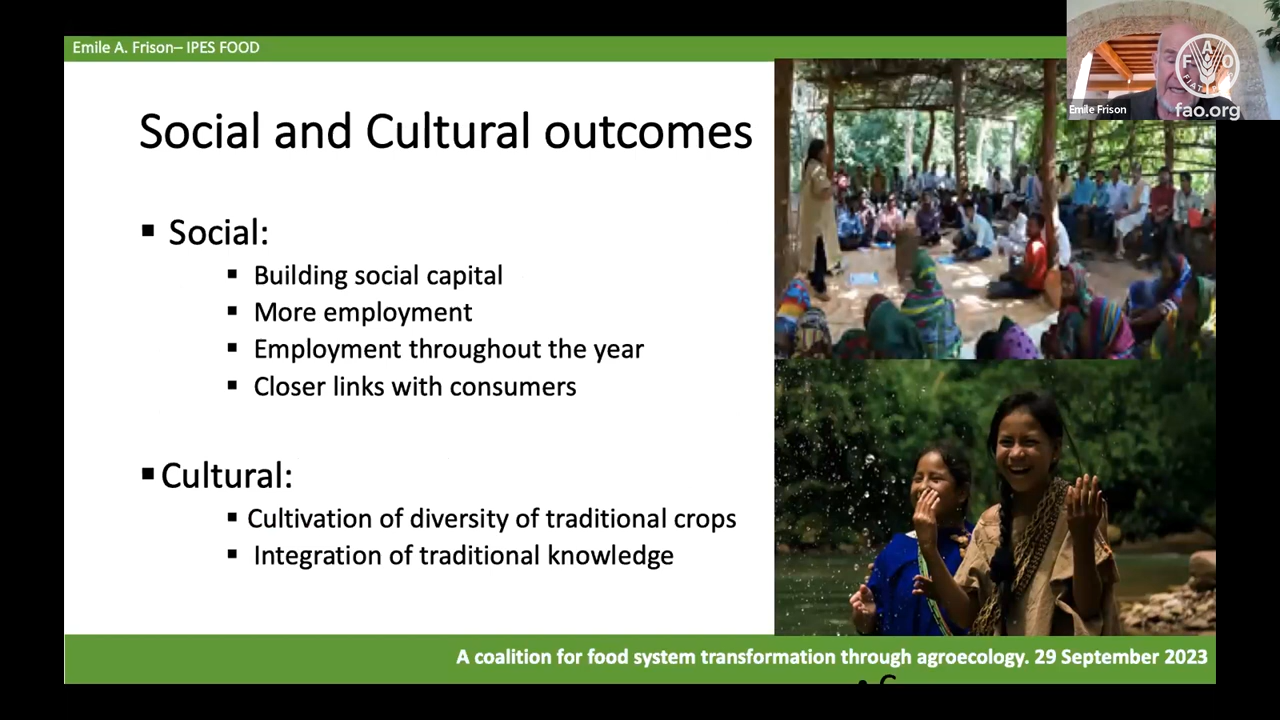 Emile A. Frison– IPES FOOD
Emile Frison
F A O
FIAT
fao.org
Social and Cultural outcomes
▪ Social:
▪ Building social capital
▪ More employment
▪ Employment throughout the year
▪ Closer links with consumers
▪ Cultural:
▪ Cultivation of diversity of traditional crops
▪ Integration of traditional knowledge
A coalition for food system transformation through agroecology. 29 September 2023